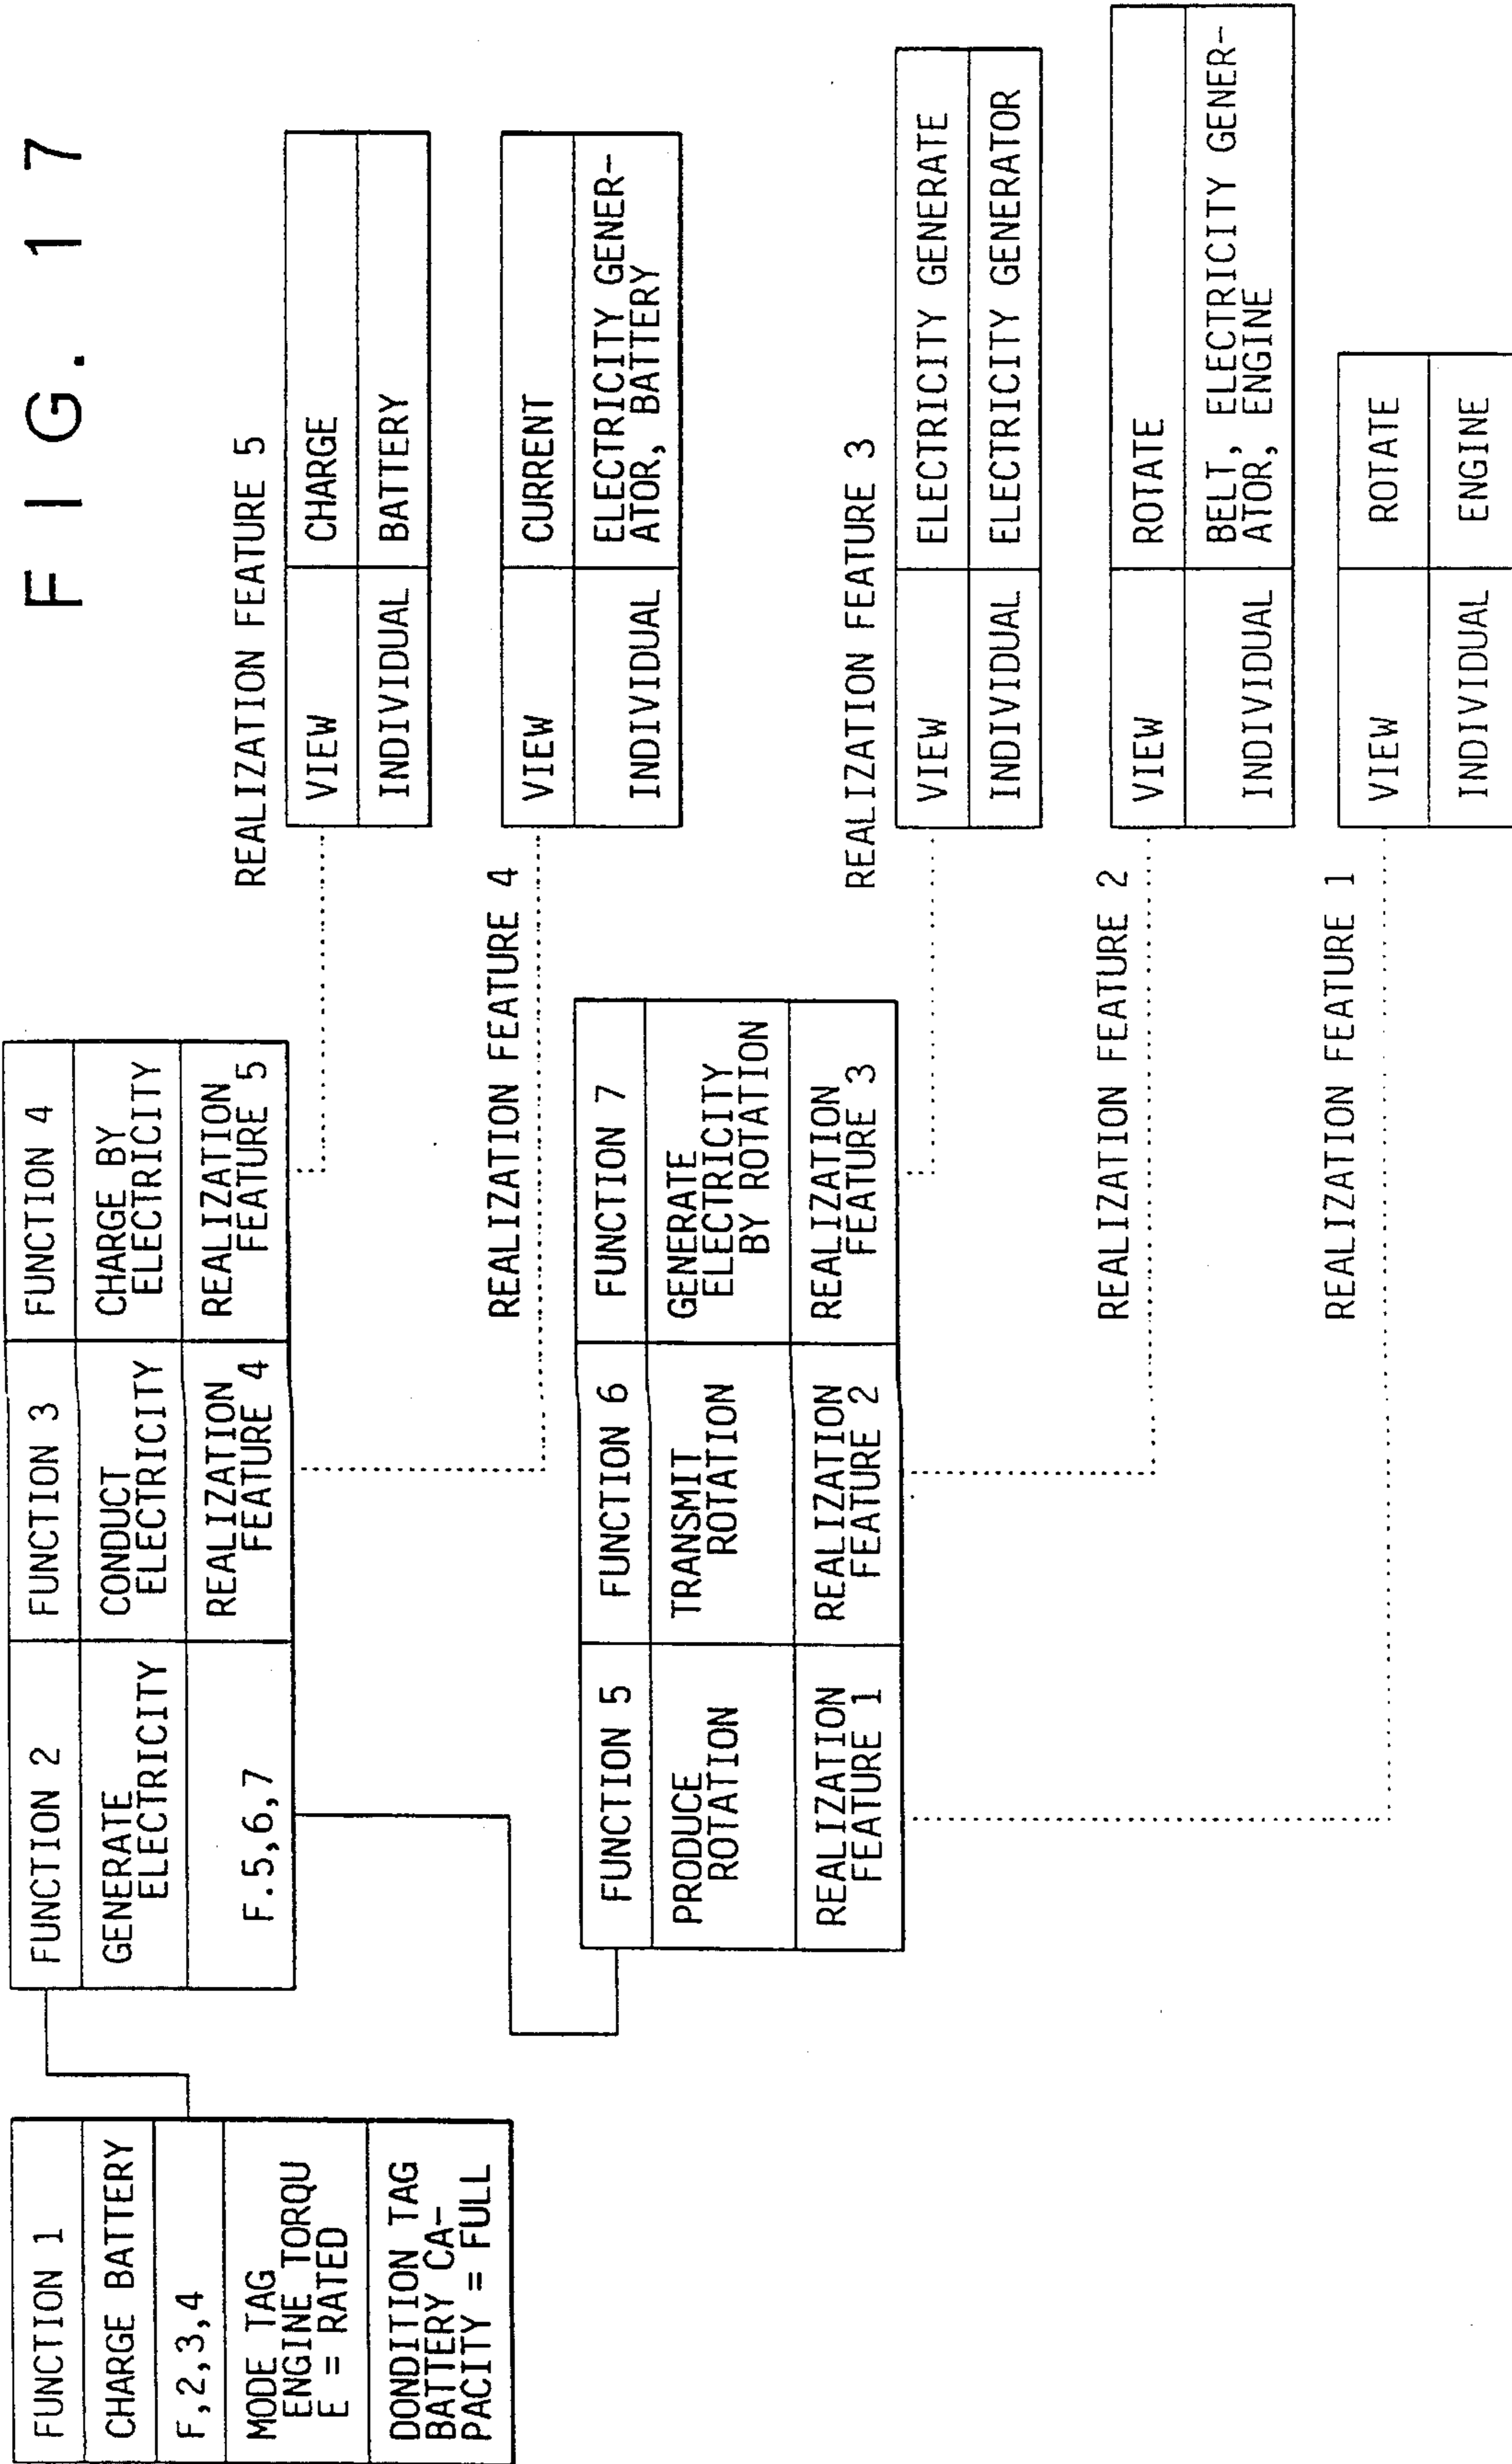 FIG. 17
FUNCTION 1
CHARGE BATTERY
F,2,3,4
MODE TAG
ENGINE TORQU
E = RATED
DONDITION TAG
BATTERY CA-
PACITY = FULL
FUNCTION 2
GENERATE
ELECTRICITY
F.5,6,7
FUNCTION 3
CONDUCT
ELECTRICITY
REALIZATION
FEATURE 4
FUNCTION 4
CHARGE BY
ELECTRICITY
REALIZATION
FEATURE 5
FUNCTION 5
PRODUCE
ROTATION
REALIZATION
FEATURE 1
FUNCTION 6
TRANSMIT
ROTATION
REALIZATION
FEATURE 2
FUNCTION 7
GENERATE
ELECTRICITY
BY ROTATION
REALIZATION
FEATURE 3
REALIZATION FEATURE 5
VIEW CHARGE
INDIVIDUAL BATTERY
REALIZATION FEATURE 4
VIEW CURRENT
INDIVIDUAL ELECTRICITY GENER-
ATOR, BATTERY
REALIZATION FEATURE 3
VIEW ELECTRICITY GENERATE
INDIVIDUAL ELECTRICITY GENERATOR
REALIZATION FEATURE 2
VIEW ROTATE
INDIVIDUAL BELT, ELECTRICITY GENER-
ATOR, ENGINE
REALIZATION FEATURE 1
VIEW ROTATE
INDIVIDUAL ENGINE